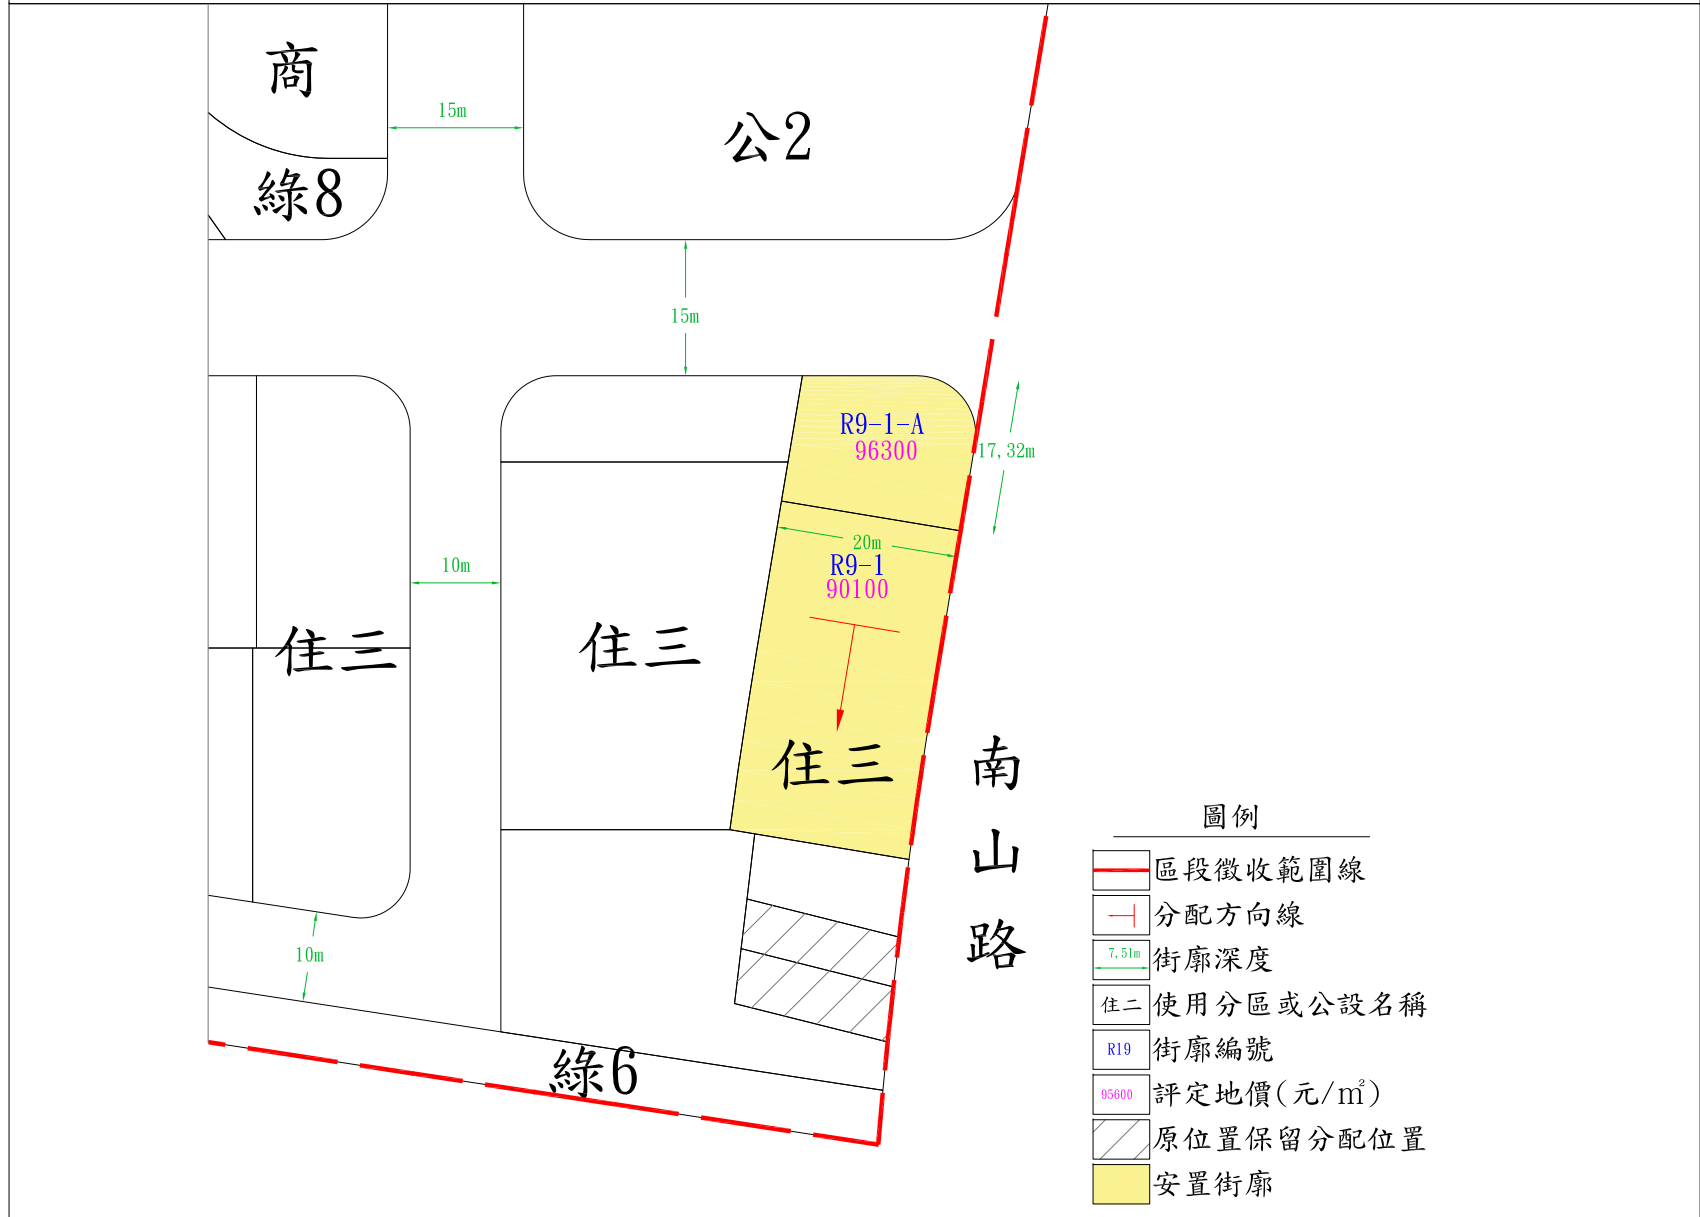 商
15m
公2
綠8
15m
R9-1-A
96300
17,32m
20m
R9-1
90100
10m
住三
住三
住三
南山路
10m
綠6
圖例
區段徵收範圍線
分配方向線
7,51m 街廓深度
住二 使用分區或公設名稱
R19 街廓編號
95600 評定地價(元/㎡)
原位置保留分配位置
安置街廓